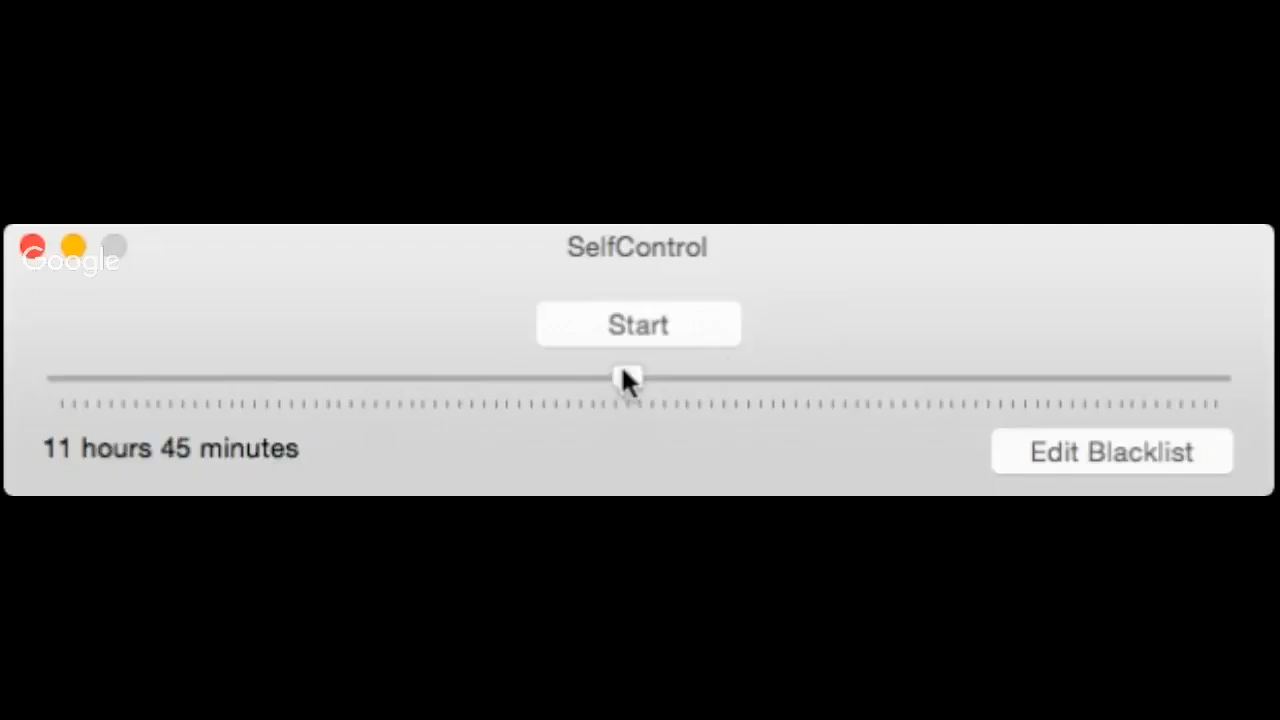 SelfControl
Google
Start
11 hours 45 minutes
Edit Blacklist